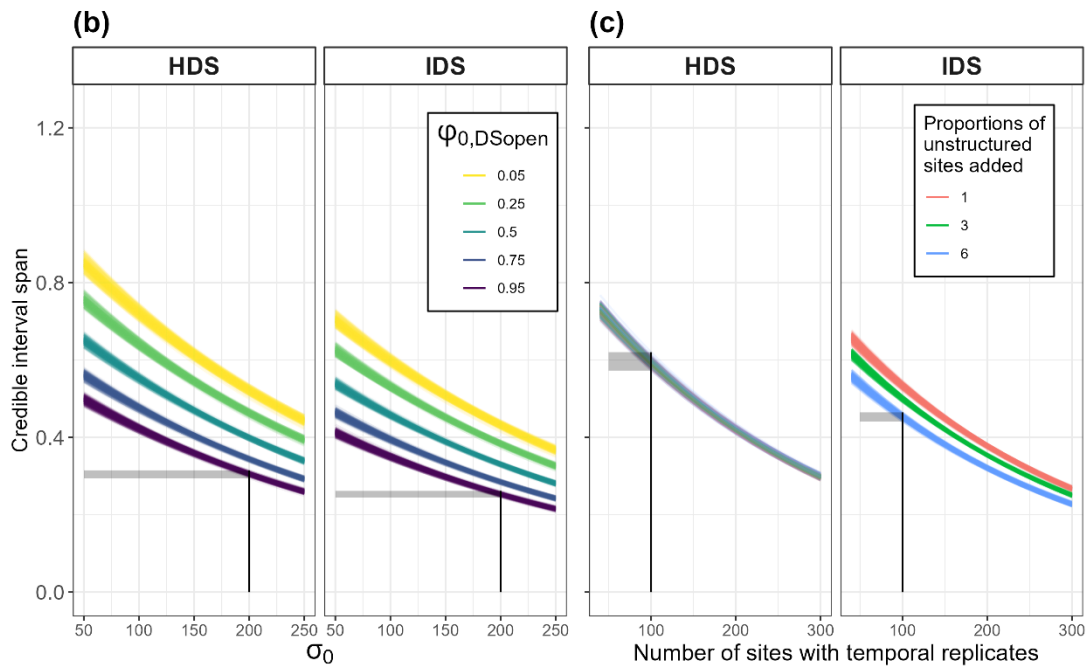 (b)
(c)
HDS
IDS
HDS
IDS
Credible interval span
1.2
0.8
0.4
0.0
φ0,DSopen
0.05
0.25
0.5
0.75
0.95
Proportions of
unstructured
sites added
1
3
6
50 100 150 200 250
50 100 150 200 250
100 200 300
100 200 300
σ0
Number of sites with temporal replicates